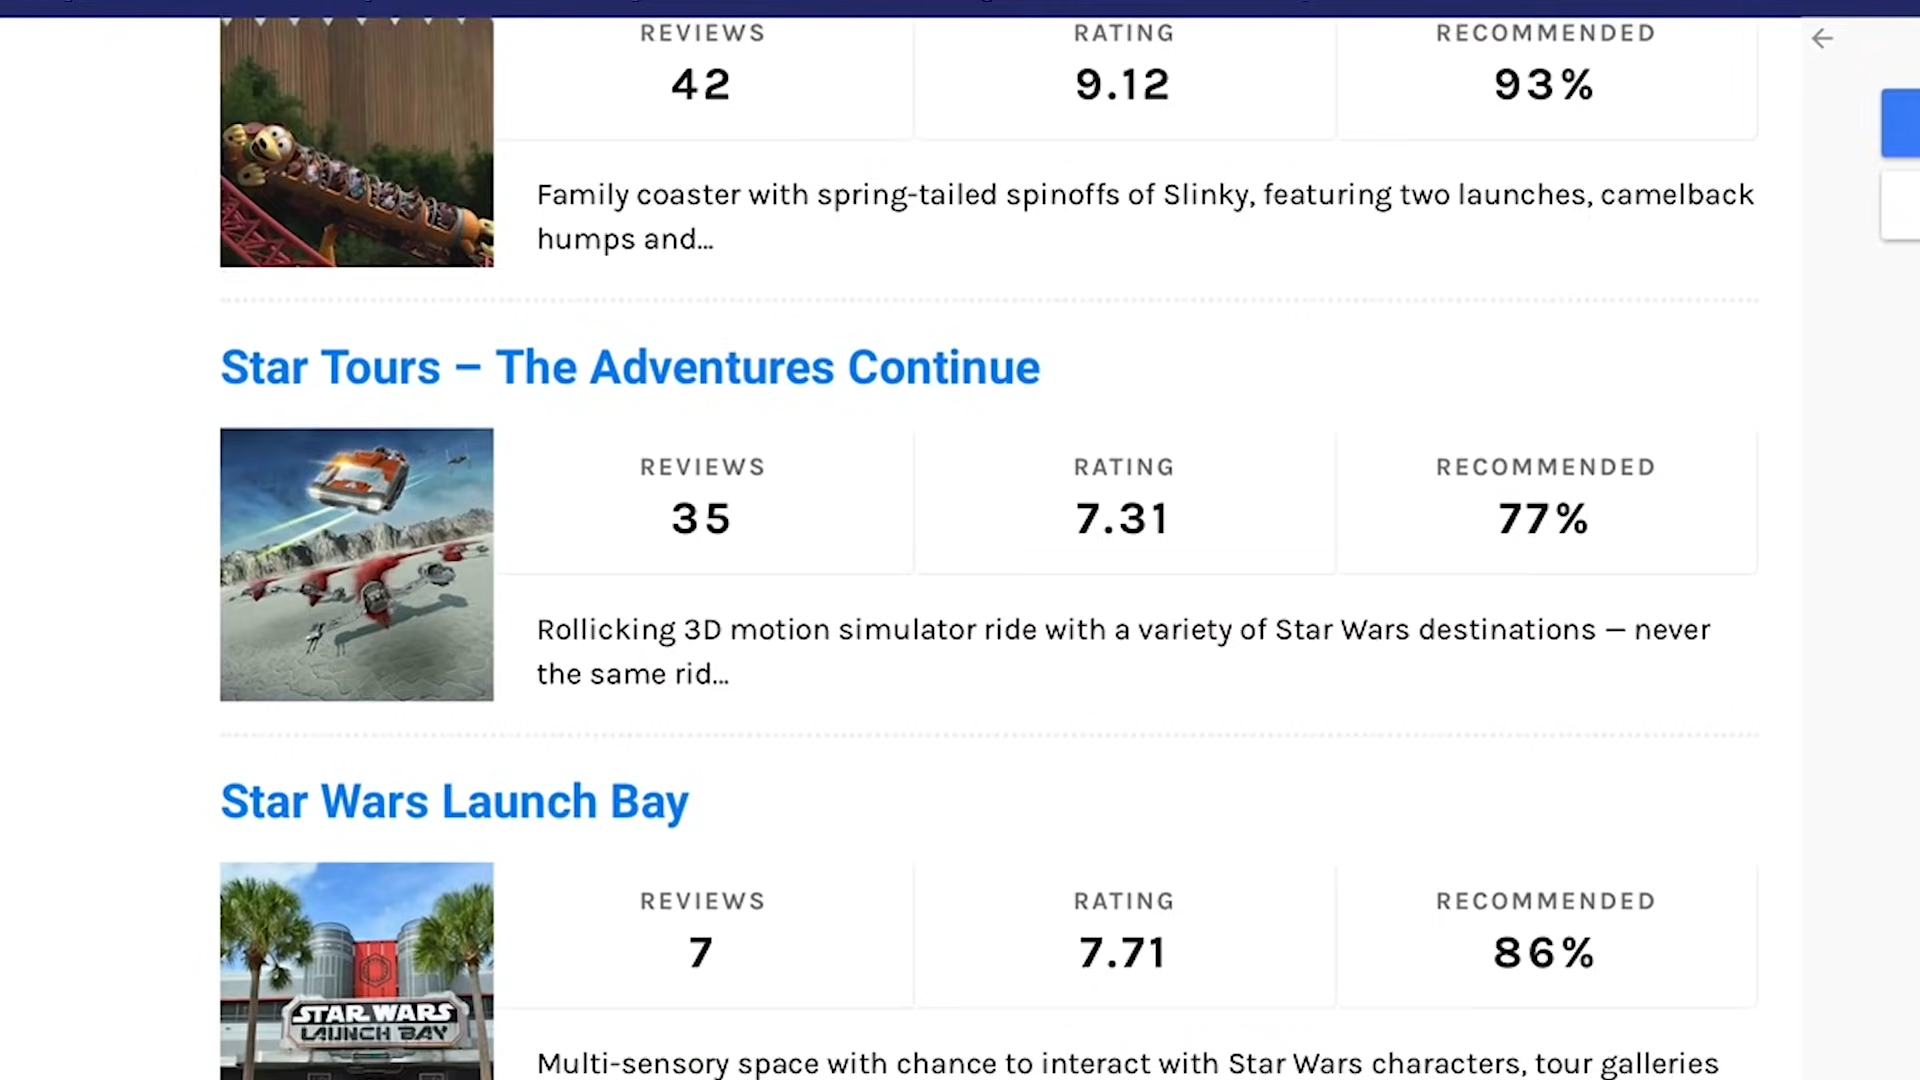 REVIEWS RATING RECOMMENDED
42 9.12 93%
Family coaster with spring-tailed spinoffs of Slinky, featuring two launches, camelback
humps and...
Star Tours – The Adventures Continue
REVIEWS RATING RECOMMENDED
35 7.31 77%
Rollicking 3D motion simulator ride with a variety of Star Wars destinations — never
the same rid...
Star Wars Launch Bay
REVIEWS RATING RECOMMENDED
7 7.71 86%
STAR WARS
LAUNCH BAY
Multi-sensory space with chance to interact with Star Wars characters, tour galleries